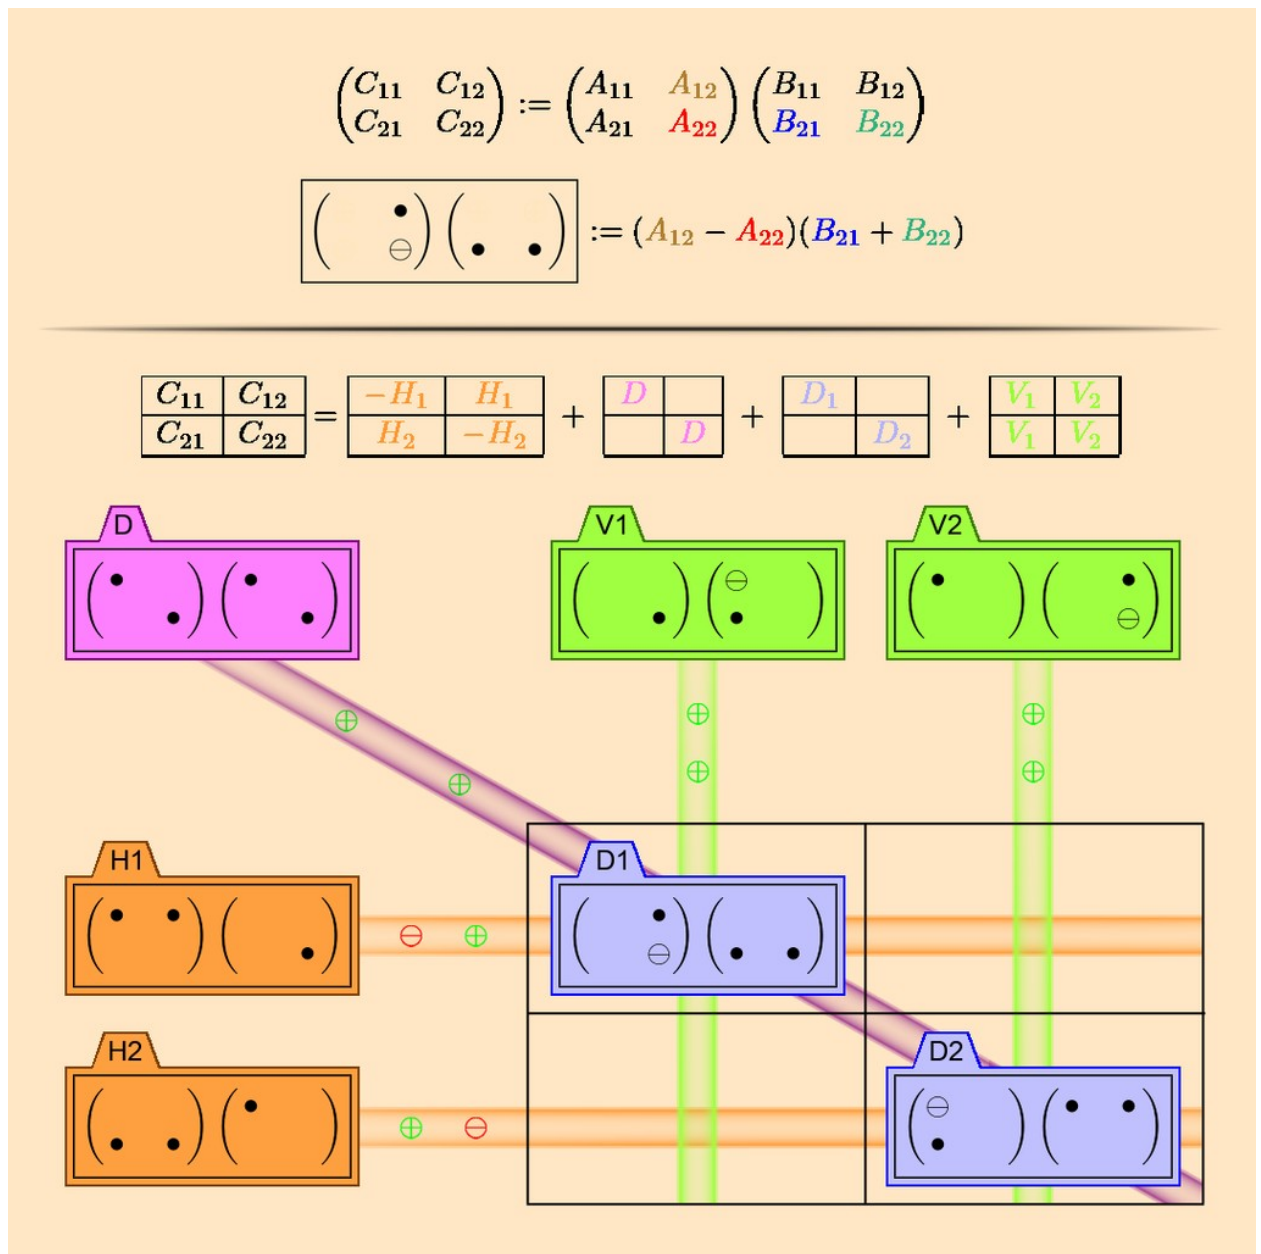 C11 C12 := A11 A12 B11 B12
C21 C22 A21 A22 B21 B22
:= (A12 − A22)(B21 + B22)
C11 C12 = −H1 H1 + D + D1 + V1 V2
C21 C22 H2 −H2 D D2 V1 V2
D V1 V2
H1 D1
H2 D2